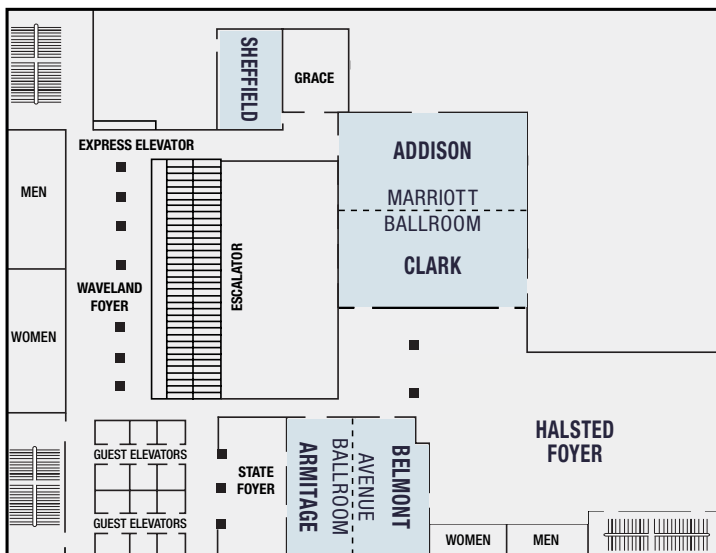 SHEFFIELD
GRACE
ADDISON
MARRIOTT
BALLROOM
CLARK
EXPRESS ELEVATOR
MEN
WAVELAND
FOYER
ESCALATOR
WOMEN
GUEST ELEVATORS
GUEST ELEVATORS
STATE
FOYER
ARMITAGE
BALLROOM
AVENUE
BELMONT
HALSTED
FOYER
WOMEN
MEN